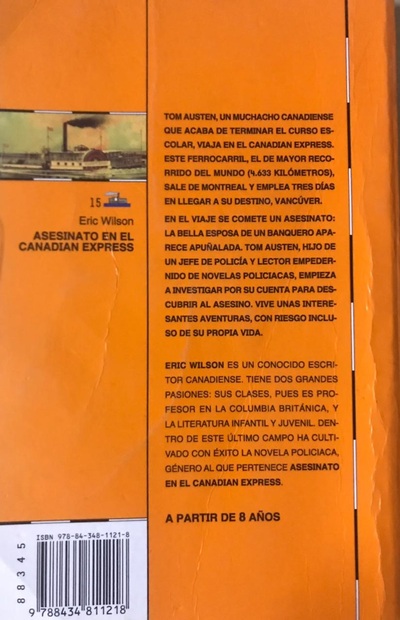 15
Eric Wilson
ASESINATO EN EL
CANADIAN EXPRESS
TOM AUSTEN, UN MUCHACHO CANADIENSE
QUE ACABA DE TERMINAR EL CURSO ES-
COLAR, VIAJA EN EL CANADIAN EXPRESS.
ESTE FERROCARRIL, EL DE MAYOR RECO-
RRIDO DEL MUNDO (4.633 KILÓMETROS),
SALE DE MONTREAL Y EMPLEA TRES DÍAS
EN LLEGAR A SU DESTINO, VANCÚVER.
EN EL VIAJE SE COMETE UN ASESINATO:
LA BELLA ESPOSA DE UN BANQUERO APA-
RECE APUÑALADA. TOM AUSTEN, HIJO DE
UN JEFE DE POLICÍA Y LECTOR EMPEDER-
NIDO DE NOVELAS POLICIACAS, EMPIEZA
A INVESTIGAR POR SU CUENTA PARA DES-
CUBRIR AL ASESINO. VIVE UNAS INTERE-
SANTES AVENTURAS, CON RIESGO INCLU-
SO DE SU PROPIA VIDA.
ERIC WILSON ES UN CONOCIDO ESCRI-
TOR CANADIENSE. TIENE DOS GRANDES
PASIONES: SUS CLASES, PUES ES PRO-
FESOR EN LA COLUMBIA BRITÁNICA, Y
LA LITERATURA INFANTIL Y JUVENIL. DEN-
TRO DE ESTE ÚLTIMO CAMPO HA CULTI-
VADO CON ÉXITO LA NOVELA POLICIACA,
GÉNERO AL QUE PERTENECE ASESINATO
EN EL CANADIAN EXPRESS.
A PARTIR DE 8 AÑOS
ISBN 978-84-348-1121-8
88345
9 788434 811218